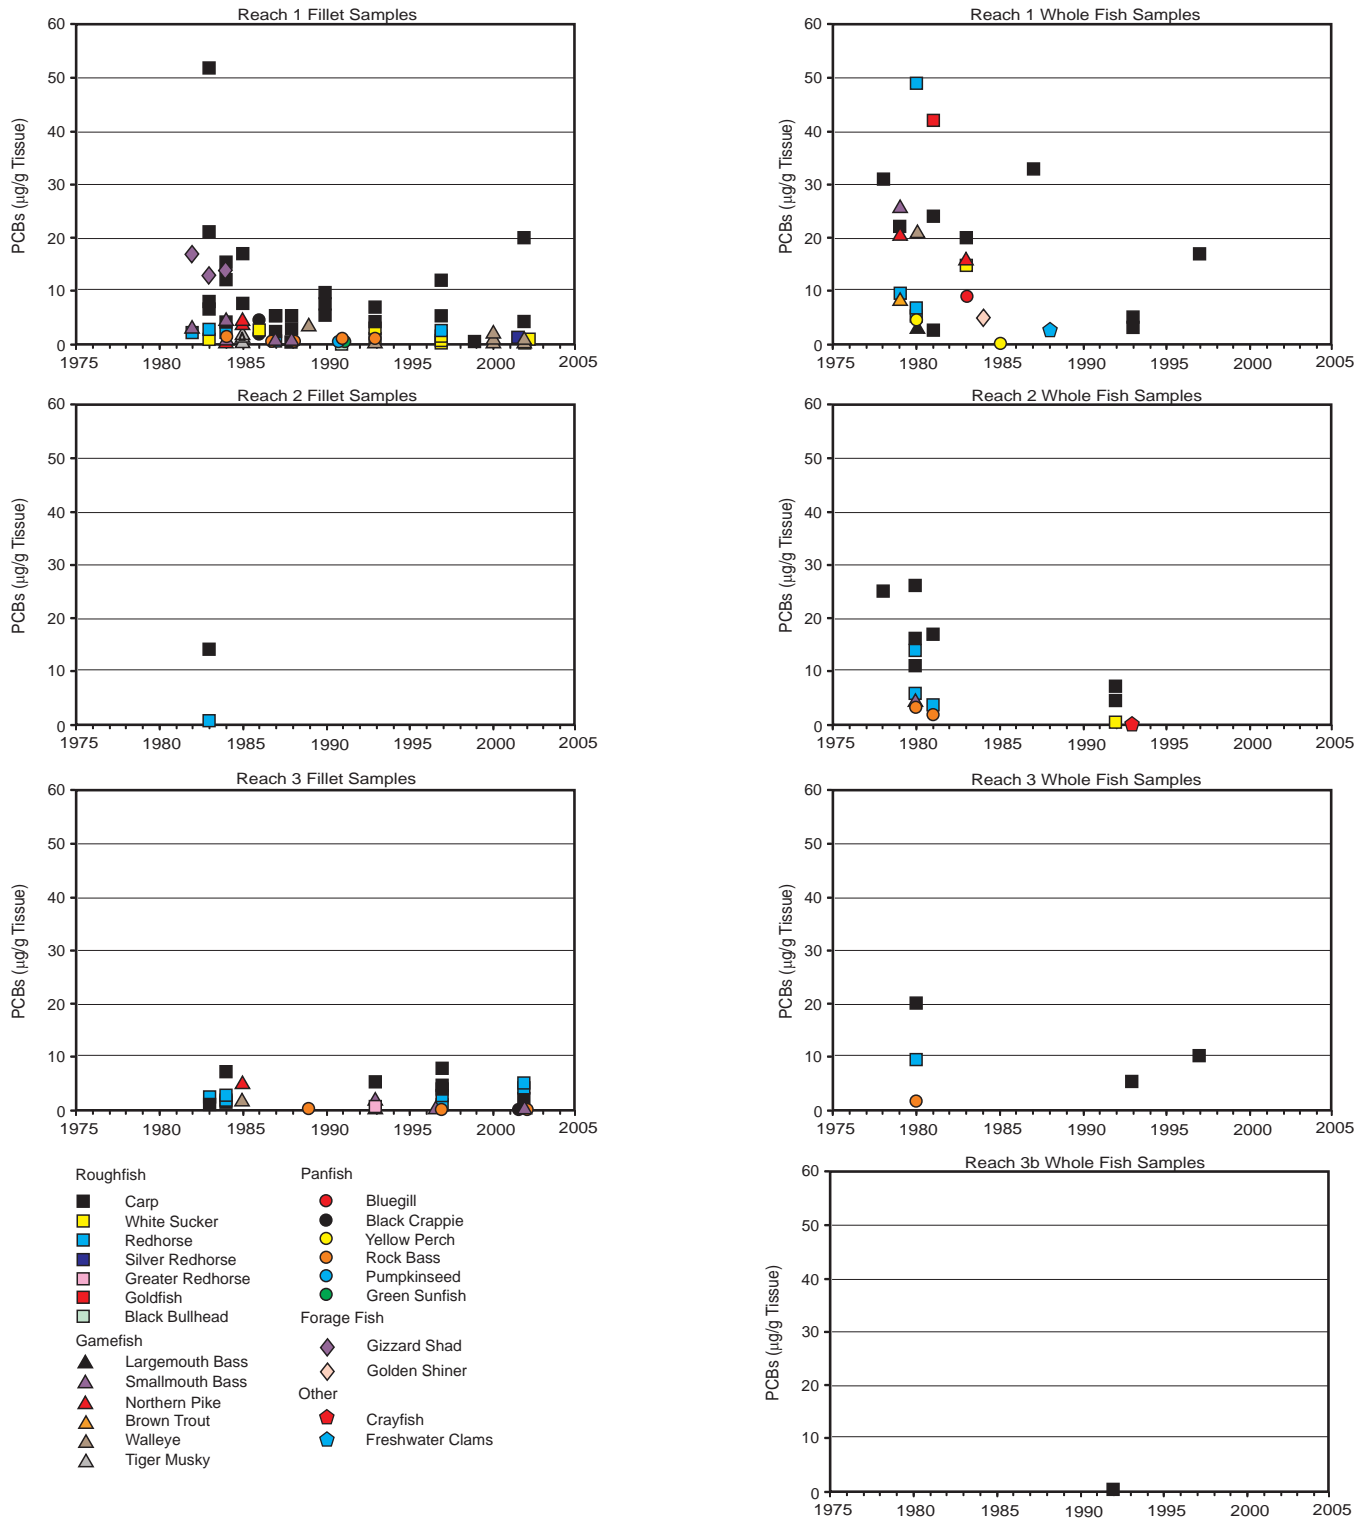 Reach 1 Fillet Samples
60
50
40
30
20
10
0
PCBs (µg/g Tissue)
1975 1980 1985 1990 1995 2000 2005
Reach 1 Whole Fish Samples
60
50
40
30
20
10
0
PCBs (µg/g Tissue)
1975 1980 1985 1990 1995 2000 2005
Reach 2 Fillet Samples
60
50
40
30
20
10
0
PCBs (µg/g Tissue)
1975 1980 1985 1990 1995 2000 2005
Reach 2 Whole Fish Samples
60
50
40
30
20
10
0
PCBs (µg/g Tissue)
1975 1980 1985 1990 1995 2000 2005
Reach 3 Fillet Samples
60
50
40
30
20
10
0
PCBs (µg/g Tissue)
1975 1980 1985 1990 1995 2000 2005
Reach 3 Whole Fish Samples
60
50
40
30
20
10
0
PCBs (µg/g Tissue)
1975 1980 1985 1990 1995 2000 2005
Roughfish
Carp
White Sucker
Redhorse
Silver Redhorse
Greater Redhorse
Goldfish
Black Bullhead
Gamefish
Largemouth Bass
Smallmouth Bass
Northern Pike
Brown Trout
Walleye
Tiger Musky
Panfish
Bluegill
Black Crappie
Yellow Perch
Rock Bass
Pumpkinseed
Green Sunfish
Forage Fish
Gizzard Shad
Golden Shiner
Other
Crayfish
Freshwater Clams
Reach 3b Whole Fish Samples
60
50
40
30
20
10
0
PCBs (µg/g Tissue)
1975 1980 1985 1990 1995 2000 2005